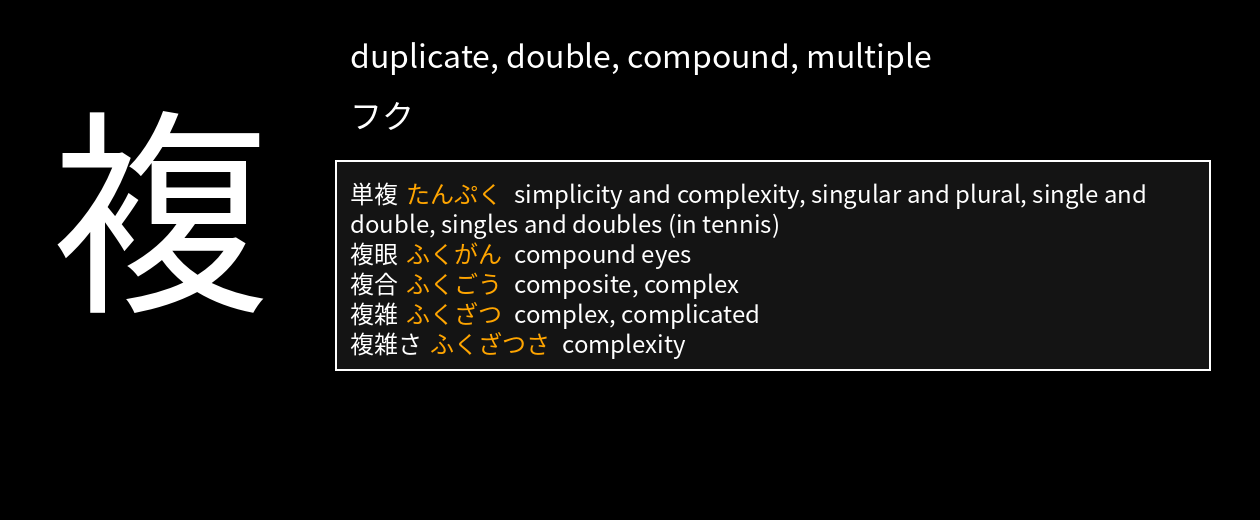 複
duplicate, double, compound, multiple
フク
単複 たんぷく simplicity and complexity, singular and plural, single and
double, singles and doubles (in tennis)
複眼 ふくがん compound eyes
複合 ふくごう composite, complex
複雑 ふくざつ complex, complicated
複雑さ ふくざつさ complexity